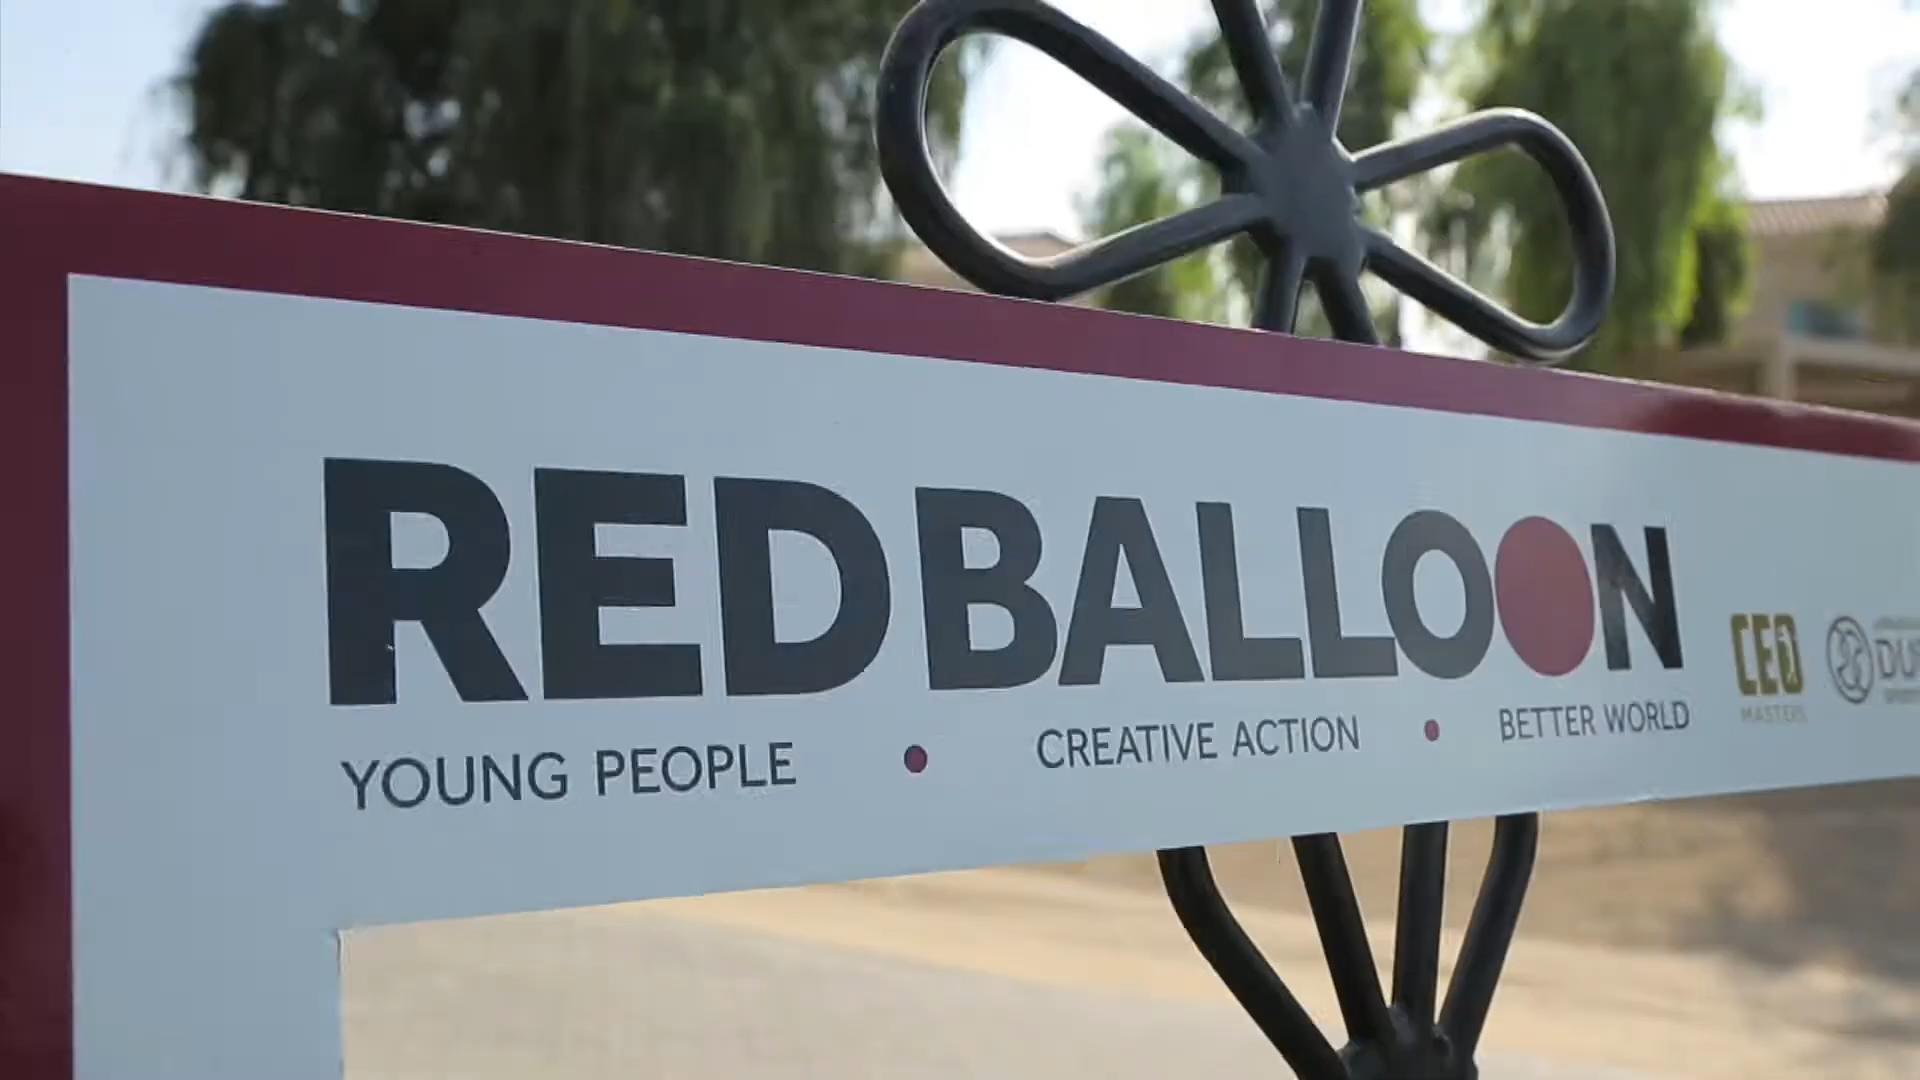 REDBALLOON
YOUNG PEOPLE • CREATIVE ACTION • BETTER WORLD
CEO
MASTERS